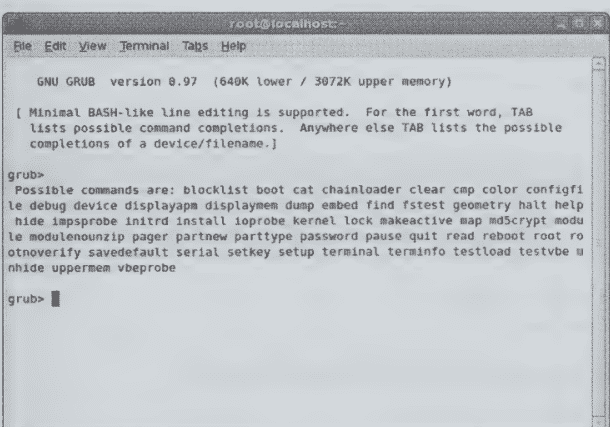 root@localhost:~
File Edit View Terminal Tabs Help
GNU GRUB version 0.97 (640K lower / 3072K upper memory)
[ Minimal BASH-like line editing is supported. For the first word, TAB
lists possible command completions. Anywhere else TAB lists the possible
completions of a device/filename.]
grub>
Possible commands are: blocklist boot cat chainloader clear cmp color configfi
le debug device displayapm displaymem dump embed find fstest geometry halt help
hide impsprobe initrd install ioprobe kernel lock makeactive map md5crypt modu
le modulenounzip pager partnew parttype password pause quit read reboot root ro
otnoverify savedefault serial setkey setup terminal terminfo testload testvbe u
nhide uppermem vbeprobe
grub>